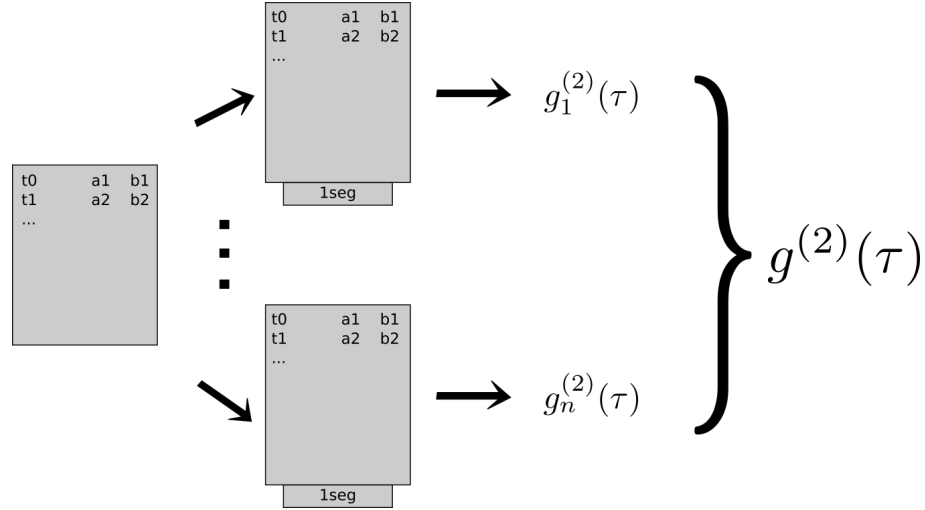 t0 a1 b1
t1 a2 b2
...
t0 a1 b1
t1 a2 b2
...
1seg
g_1^{(2)}(τ)
t0 a1 b1
t1 a2 b2
...
1seg
g_n^{(2)}(τ)
g^{(2)}(τ)